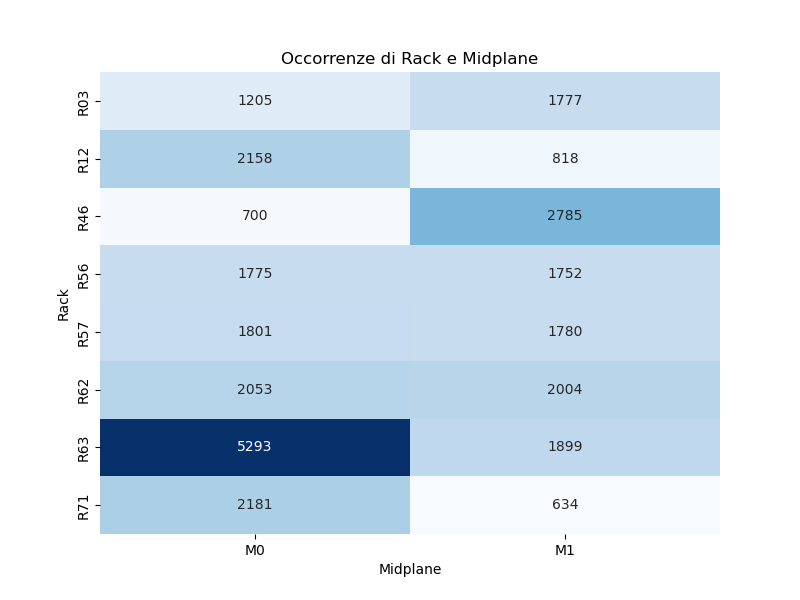 Occorrenze di Rack e Midplane
Rack
R03 1205 1777
R12 2158 818
R46 700 2785
R56 1775 1752
R57 1801 1780
R62 2053 2004
R63 5293 1899
R71 2181 634
M0 M1
Midplane